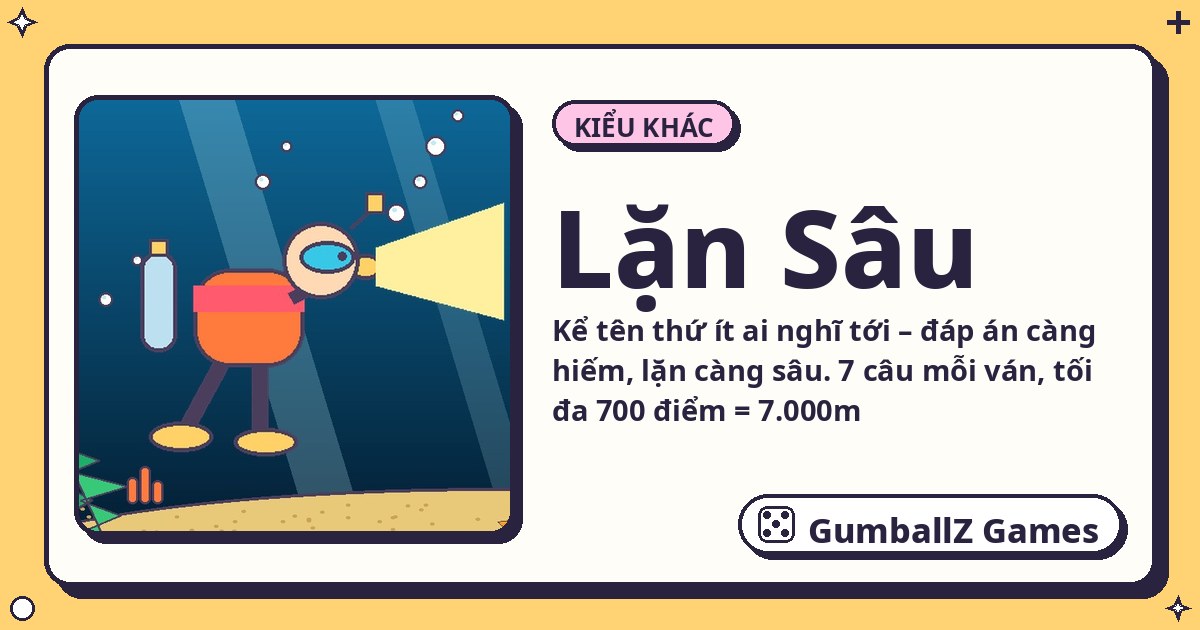 KIỂU KHÁC
Lặn Sâu
Kể tên thứ ít ai nghĩ tới – đáp án càng
hiếm, lặn càng sâu. 7 câu mỗi ván, tối
đa 700 điểm = 7.000m
GumballZ Games